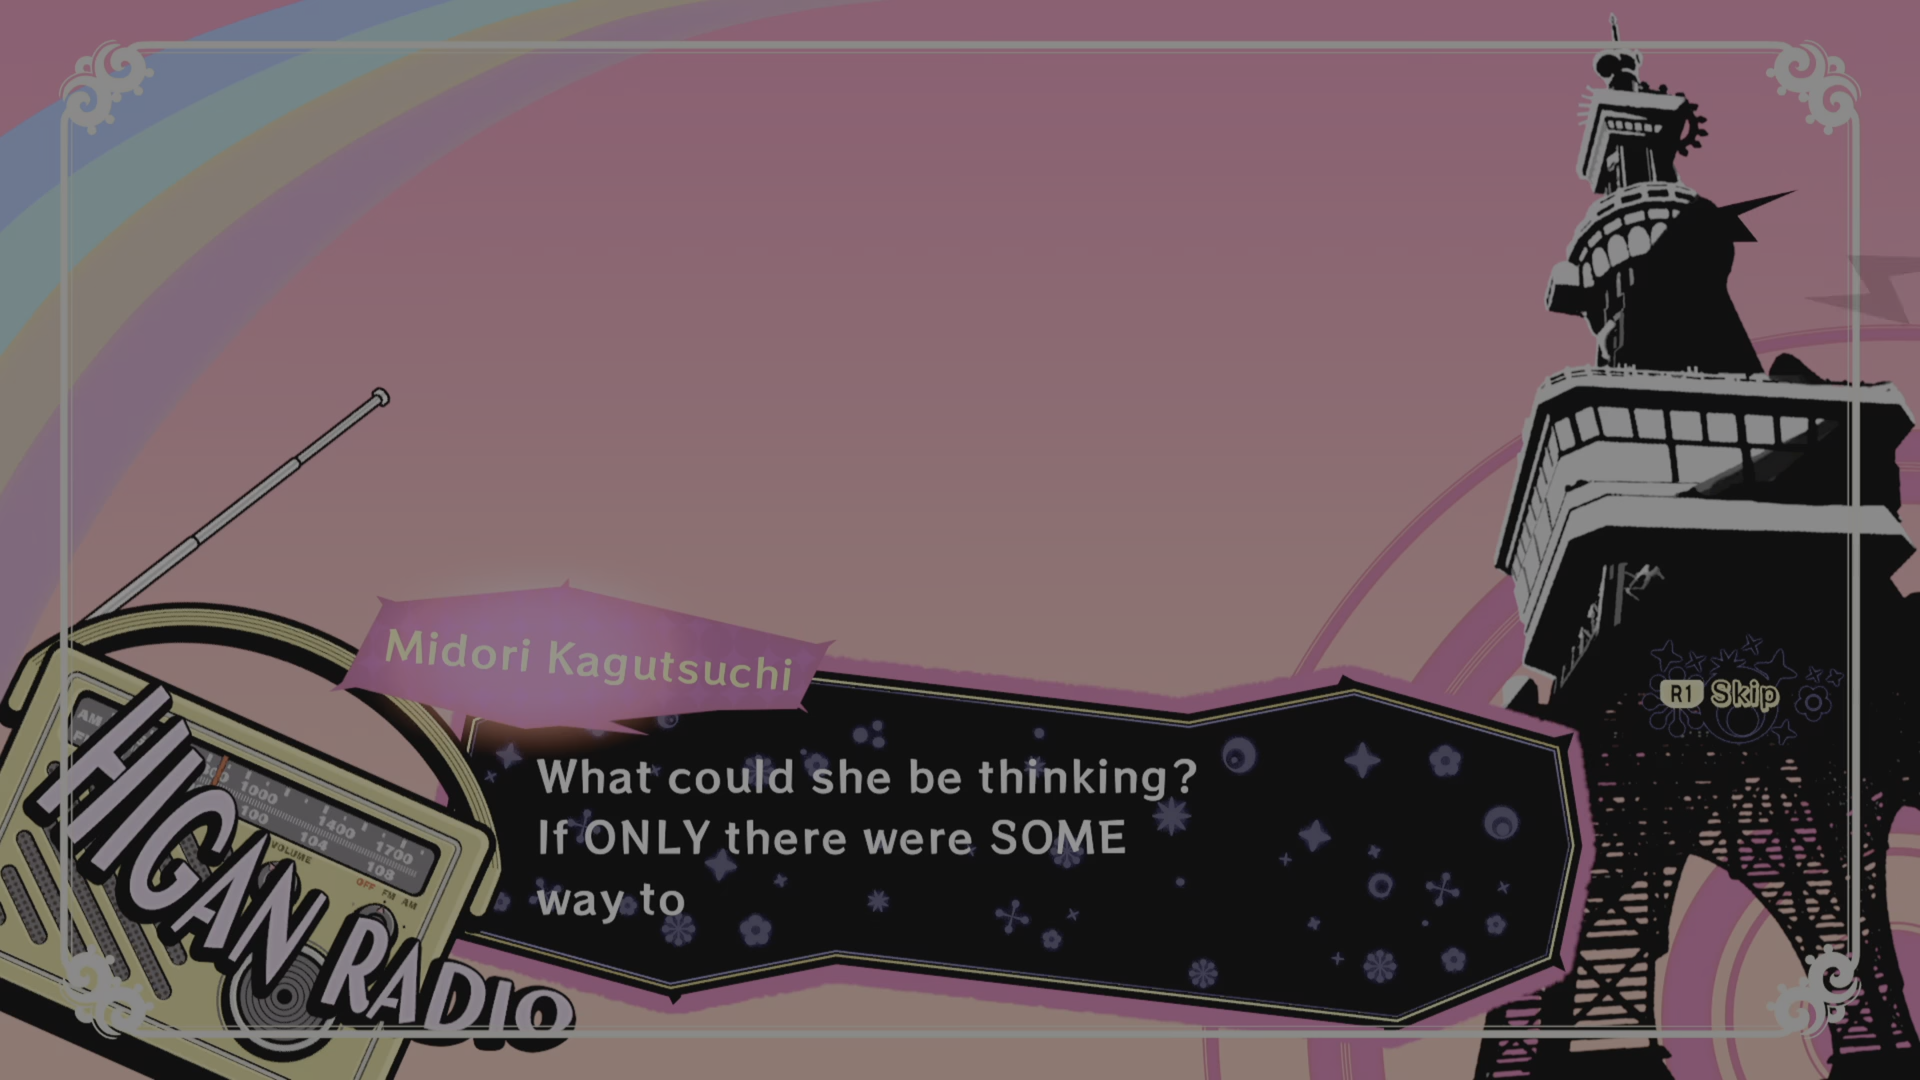 Midori Kagutsuchi
What could she be thinking?
If ONLY there were SOME
way to
R1 Skip
HIGAN RADIO
AM
1000
1400
1700
100
104
108
VOLUME
OFF FM AM